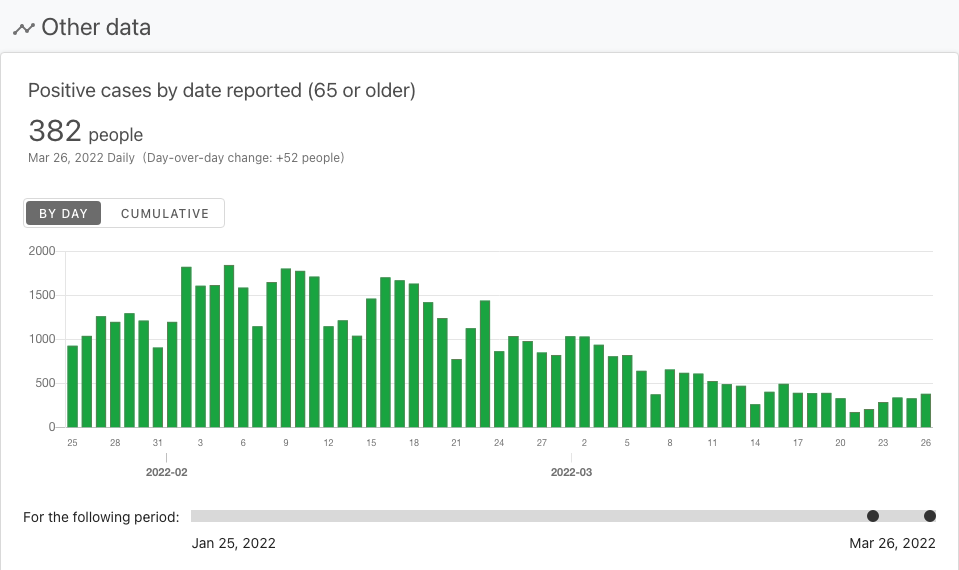 Other data
Positive cases by date reported (65 or older)
382 people
Mar 26, 2022 Daily (Day-over-day change: +52 people)
BY DAY CUMULATIVE
2000
1500
1000
500
0
25 28 31 3 6 9 12 15 18 21 24 27 2 5 8 11 14 17 20 23 26
2022-02 2022-03
For the following period:
Jan 25, 2022 Mar 26, 2022